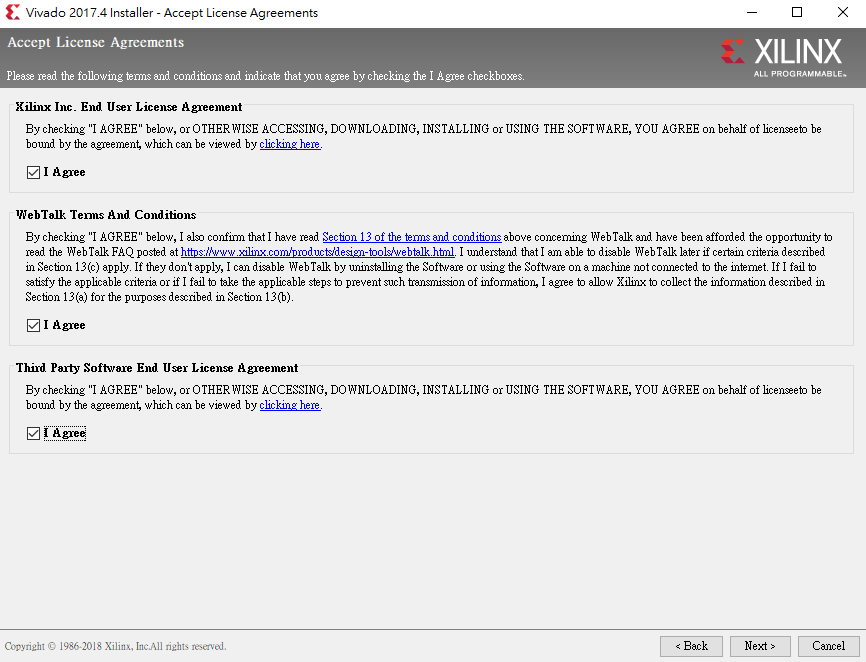 Vivado 2017.4 Installer - Accept License Agreements
Accept License Agreements
XILINX
ALL PROGRAMMABLE™
Please read the following terms and conditions and indicate that you agree by checking the I Agree checkboxes.
Xilinx Inc. End User License Agreement
By checking "I AGREE" below, or OTHERWISE ACCESSING, DOWNLOADING, INSTALLING or USING THE SOFTWARE, YOU AGREE on behalf of licenseeto be
bound by the agreement, which can be viewed by clicking here.
I Agree
WebTalk Terms And Conditions
By checking "I AGREE" below, I also confirm that I have read Section 13 of the terms and conditions above concerning WebTalk and have been afforded the opportunity to
read the WebTalk FAQ posted at https://www.xilinx.com/products/design-tools/webtalk.html. I understand that I am able to disable WebTalk later if certain criteria described
in Section 13(c) apply. If they don't apply, I can disable WebTalk by uninstalling the Software or using the Software on a machine not connected to the internet. If I fail to
satisfy the applicable criteria or if I fail to take the applicable steps to prevent such transmission of information, I agree to allow Xilinx to collect the information described in
Section 13(a) for the purposes described in Section 13(b).
I Agree
Third Party Software End User License Agreement
By checking "I AGREE" below, or OTHERWISE ACCESSING, DOWNLOADING, INSTALLING or USING THE SOFTWARE, YOU AGREE on behalf of licenseeto be
bound by the agreement, which can be viewed by clicking here.
I Agree
Copyright © 1986-2018 Xilinx, Inc.All rights reserved.
< Back
Next >
Cancel